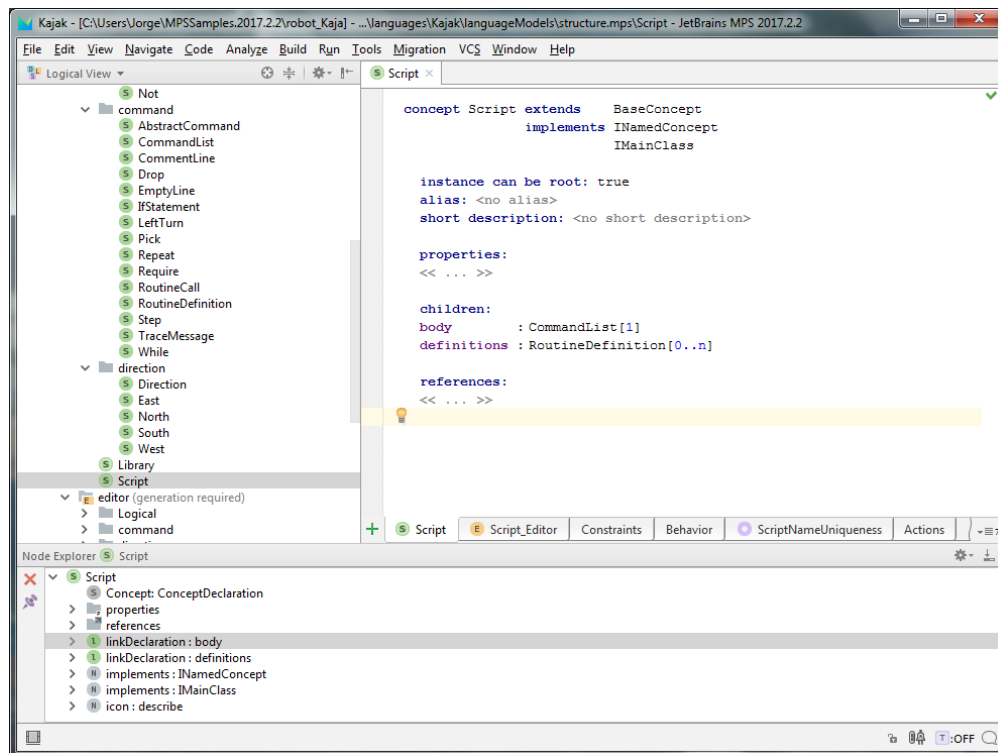 Kajak - [C:\Users\Jorge\MPSSamples.2017.2.2\robot_Kaja] - ...\languages\Kajak\languageModels\structure.mps\Script - JetBrains MPS 2017.2.2
File Edit View Navigate Code Analyze Build Run Tools Migration VCS Window Help
Logical View
Script
Not
command
AbstractCommand
CommandList
CommentLine
Drop
EmptyLine
IfStatement
LeftTurn
Pick
Repeat
Require
RoutineCall
RoutineDefinition
Step
TraceMessage
While
direction
Direction
East
North
South
West
Library
Script
editor (generation required)
Logical
command
concept Script extends BaseConcept
implements INamedConcept
IMainClass
instance can be root: true
alias: <no alias>
short description: <no short description>
properties:
<< ... >>
children:
body : CommandList[1]
definitions : RoutineDefinition[0..n]
references:
<< ... >>
Script Script_Editor Constraints Behavior ScriptNameUniqueness Actions
Node Explorer Script
Script
Concept: ConceptDeclaration
properties
references
linkDeclaration : body
linkDeclaration : definitions
implements : INamedConcept
implements : IMainClass
icon : describe
T :OFF